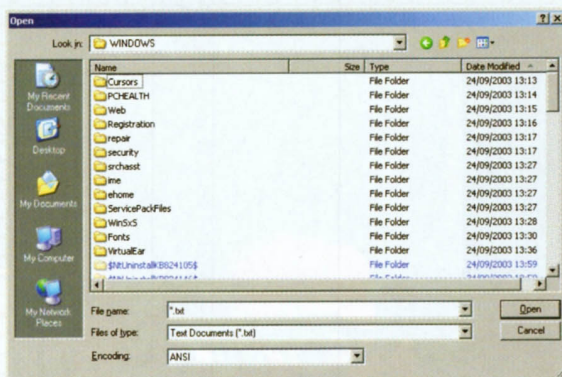 Open
Look in: WINDOWS
Name Size Type Date Modified
Cursors File Folder 24/09/2003 13:13
PCHEALTH File Folder 24/09/2003 13:14
Web File Folder 24/09/2003 13:15
Registration File Folder 24/09/2003 13:16
repair File Folder 24/09/2003 13:17
security File Folder 24/09/2003 13:17
srchasst File Folder 24/09/2003 13:27
ime File Folder 24/09/2003 13:27
ehome File Folder 24/09/2003 13:27
ServicePackFiles File Folder 24/09/2003 13:27
WinSxS File Folder 24/09/2003 13:28
Fonts File Folder 24/09/2003 13:30
VirtualEar File Folder 24/09/2003 13:36
$NtUninstallKB824105$ File Folder 24/09/2003 13:59
My Recent
Documents
Desktop
My Documents
My Computer
My Network
Places
File name: *.txt Open
Files of type: Text Documents (*.txt) Cancel
Encoding: ANSI